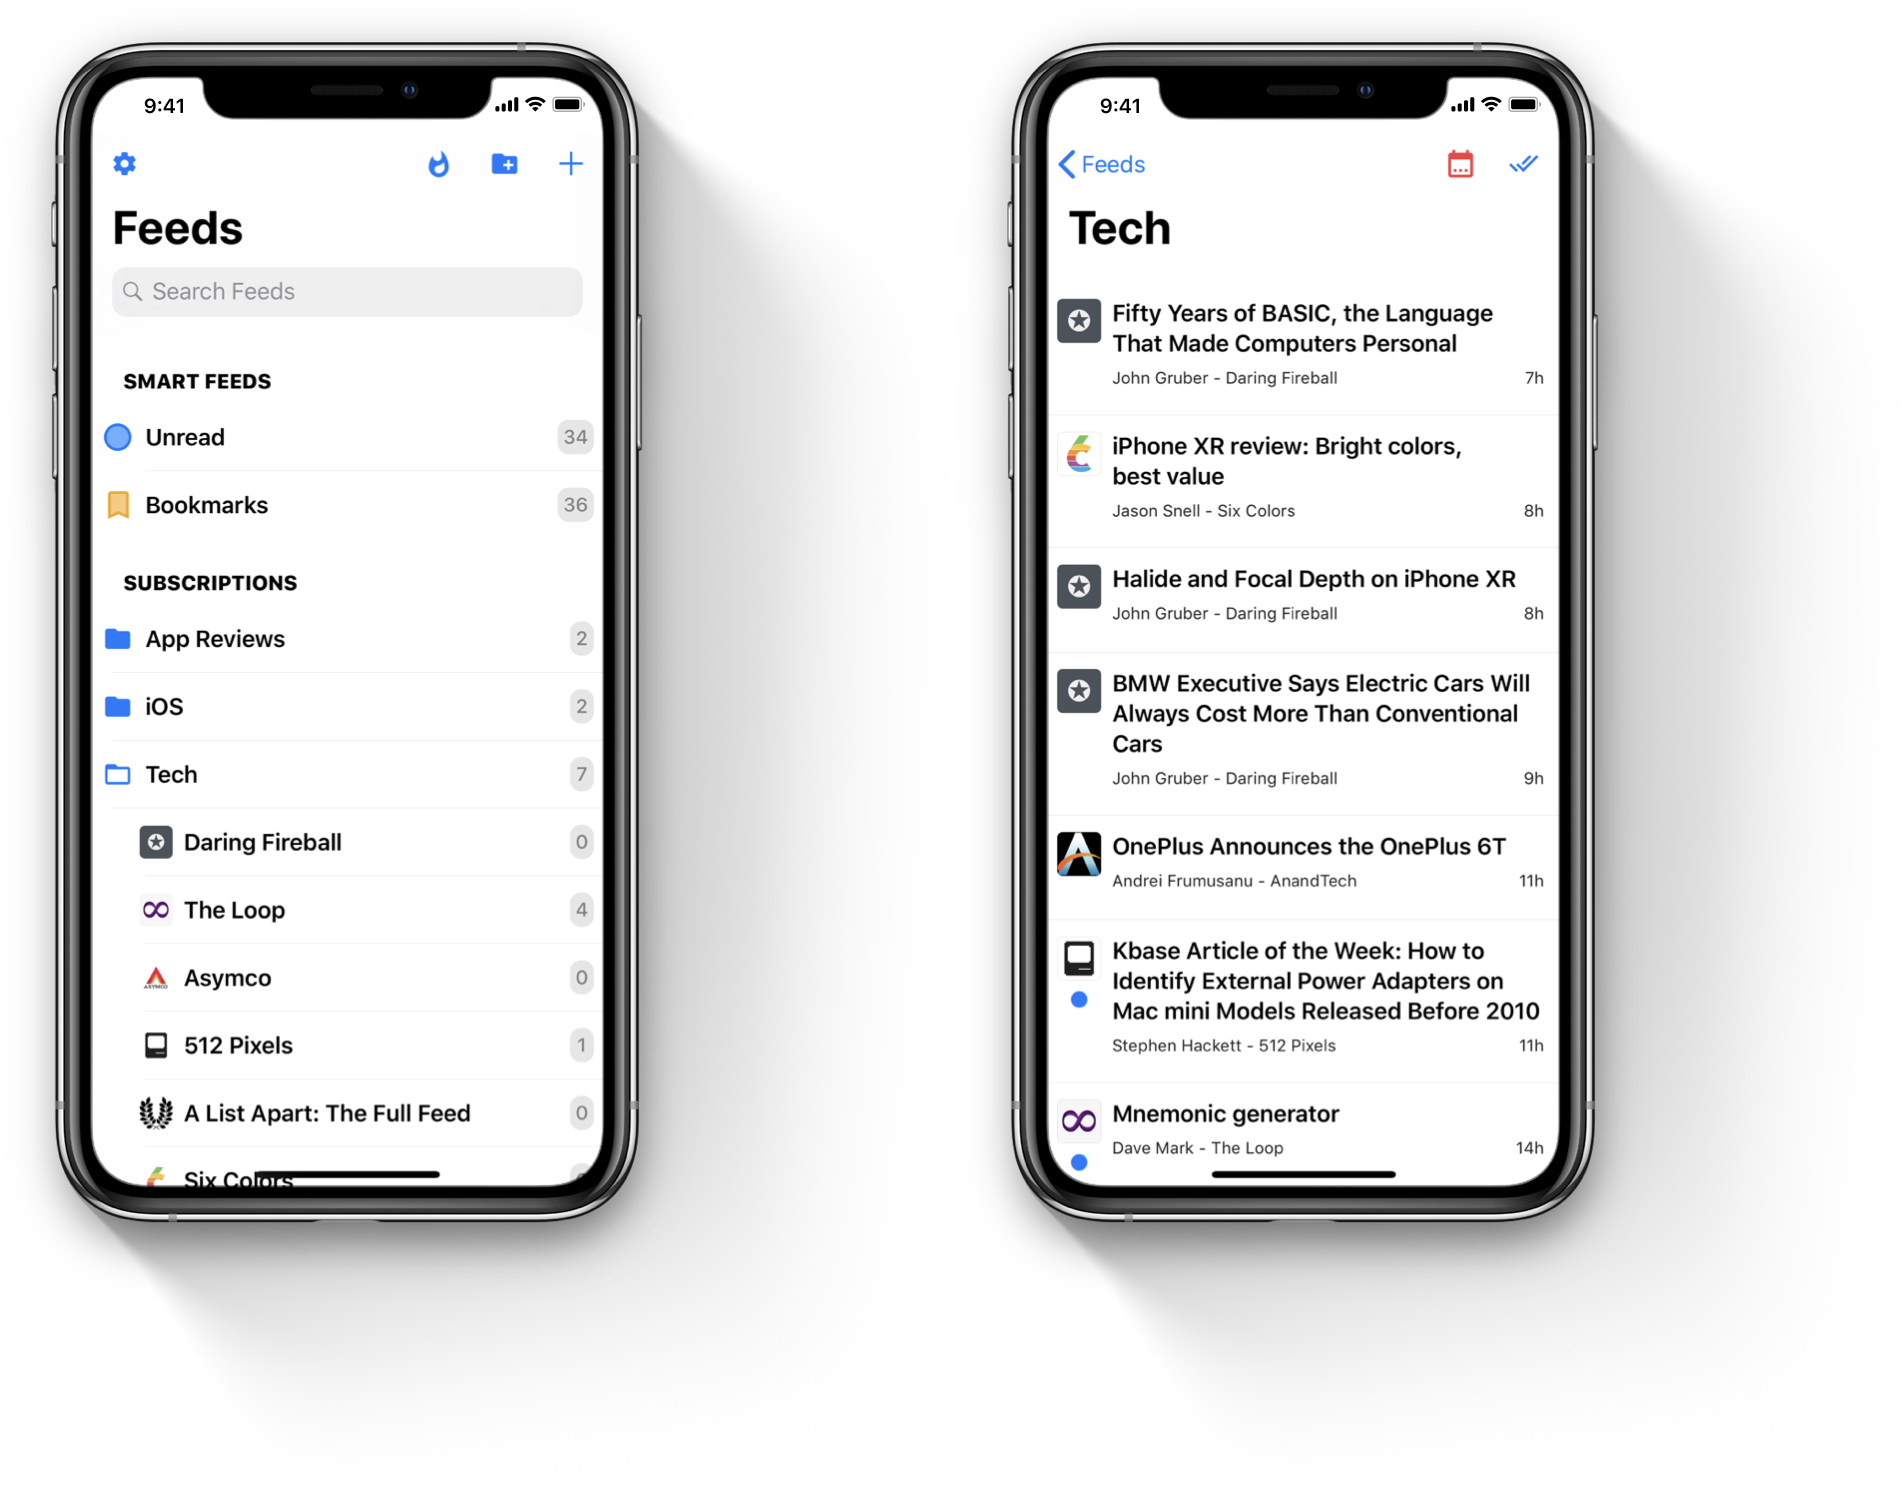 9:41
Feeds
Search Feeds
SMART FEEDS
Unread 34
Bookmarks 36
SUBSCRIPTIONS
App Reviews 2
iOS 2
Tech 7
Daring Fireball 0
The Loop 4
ASYMCO
Asymco 0
512 Pixels 1
A List Apart: The Full Feed 0
Six Colors
9:41
Feeds
Tech
Fifty Years of BASIC, the Language
That Made Computers Personal
John Gruber - Daring Fireball 7h
iPhone XR review: Bright colors,
best value
Jason Snell - Six Colors 8h
Halide and Focal Depth on iPhone XR
John Gruber - Daring Fireball 8h
BMW Executive Says Electric Cars Will
Always Cost More Than Conventional
Cars
John Gruber - Daring Fireball 9h
OnePlus Announces the OnePlus 6T
Andrei Frumusanu - AnandTech 11h
Kbase Article of the Week: How to
Identify External Power Adapters on
Mac mini Models Released Before 2010
Stephen Hackett - 512 Pixels 11h
Mnemonic generator
Dave Mark - The Loop 14h